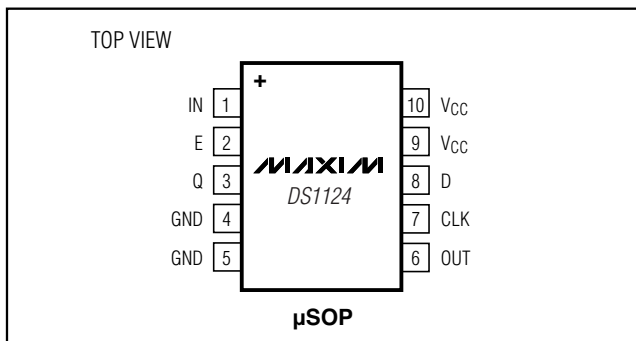 TOP VIEW
+
IN 1 10 VCC
E 2 9 VCC
MAXIM
Q 3 8 D
DS1124
GND 4 7 CLK
GND 5 6 OUT
µSOP